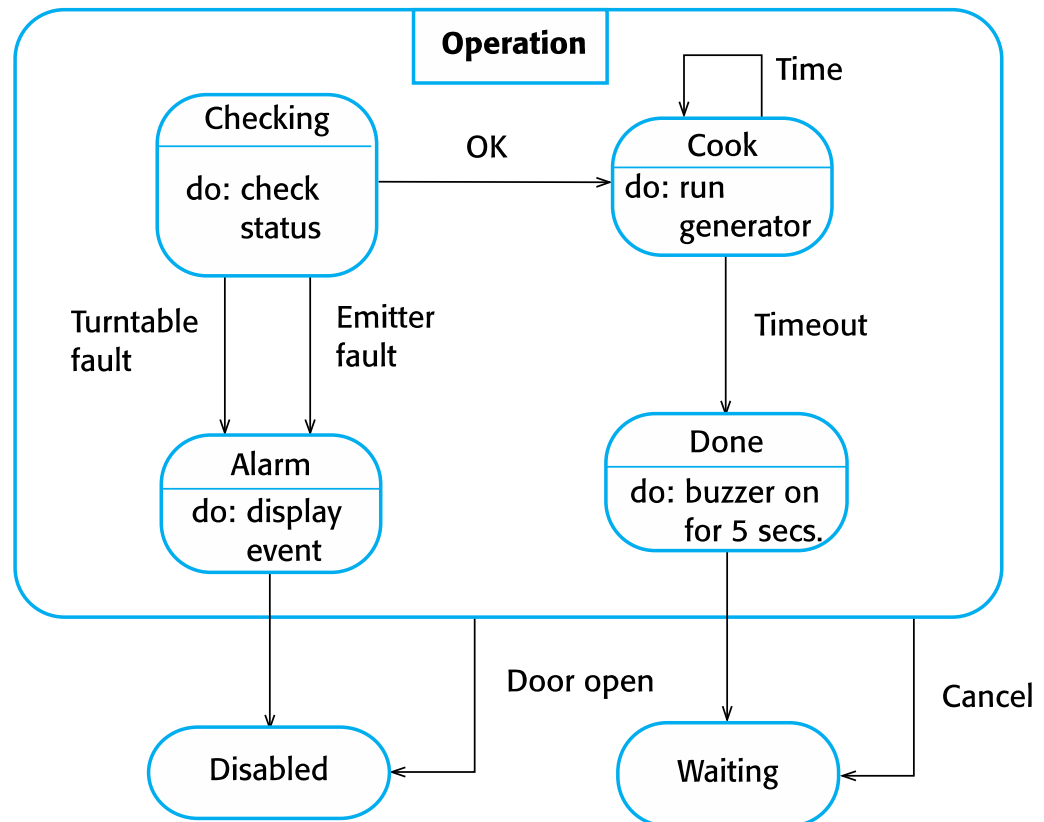 Operation
Time
Checking
do: check
status
OK
Cook
do: run
generator
Turntable
fault
Emitter
fault
Timeout
Alarm
do: display
event
Done
do: buzzer on
for 5 secs.
Door open
Cancel
Disabled
Waiting